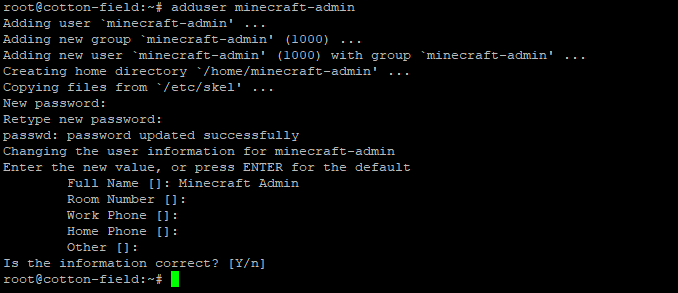 root@cotton-field:~# adduser minecraft-admin
Adding user `minecraft-admin' ...
Adding new group `minecraft-admin' (1000) ...
Adding new user `minecraft-admin' (1000) with group `minecraft-admin' ...
Creating home directory `/home/minecraft-admin' ...
Copying files from `/etc/skel' ...
New password:
Retype new password:
passwd: password updated successfully
Changing the user information for minecraft-admin
Enter the new value, or press ENTER for the default
        Full Name []: Minecraft Admin
        Room Number []:
        Work Phone []:
        Home Phone []:
        Other []:
Is the information correct? [Y/n]
root@cotton-field:~#